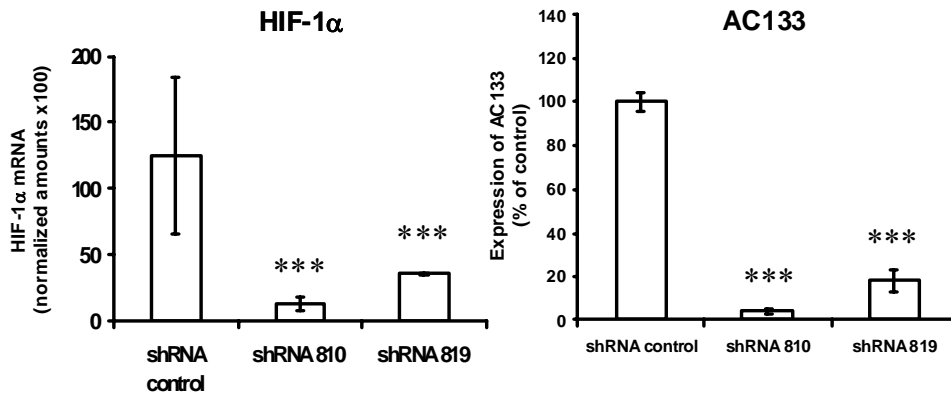 HIF-1α
HIF-1α mRNA
(normalized amounts x100)
200
150
100
50
0
***
***
shRNA
control
shRNA 810
shRNA 819
AC133
Expression of AC133
(% of control)
140
120
100
80
60
40
20
0
***
***
shRNA control
shRNA 810
shRNA 819